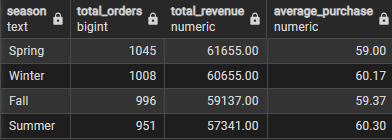 season total_orders total_revenue average_purchase
text bigint numeric numeric
Spring 1045 61655.00 59.00
Winter 1008 60655.00 60.17
Fall 996 59137.00 59.37
Summer 951 57341.00 60.30